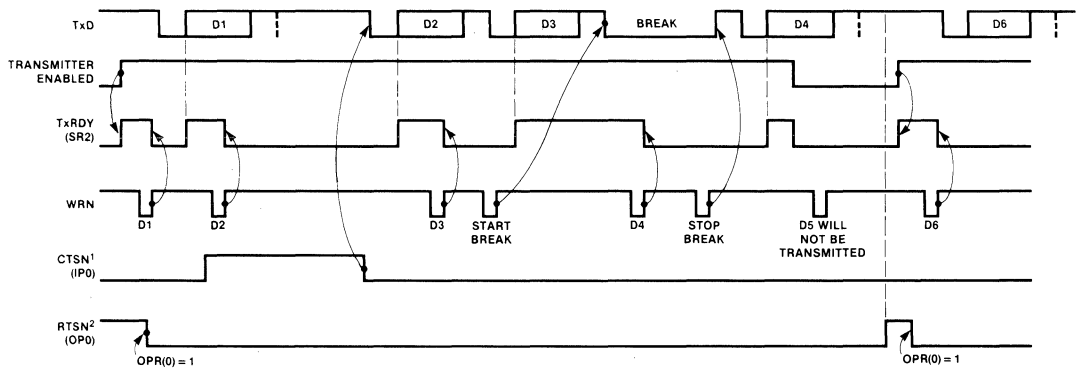 TxD D1 D2 D3 BREAK D4 D6
TRANSMITTER
ENABLED
TxRDY
(SR2)
WRN
D1 D2 D3 START
BREAK D4 STOP
BREAK D5 WILL
NOT BE
TRANSMITTED D6
CTSN1
(IP0)
RTSN2
(OP0)
OPR(0) = 1 OPR(0) = 1